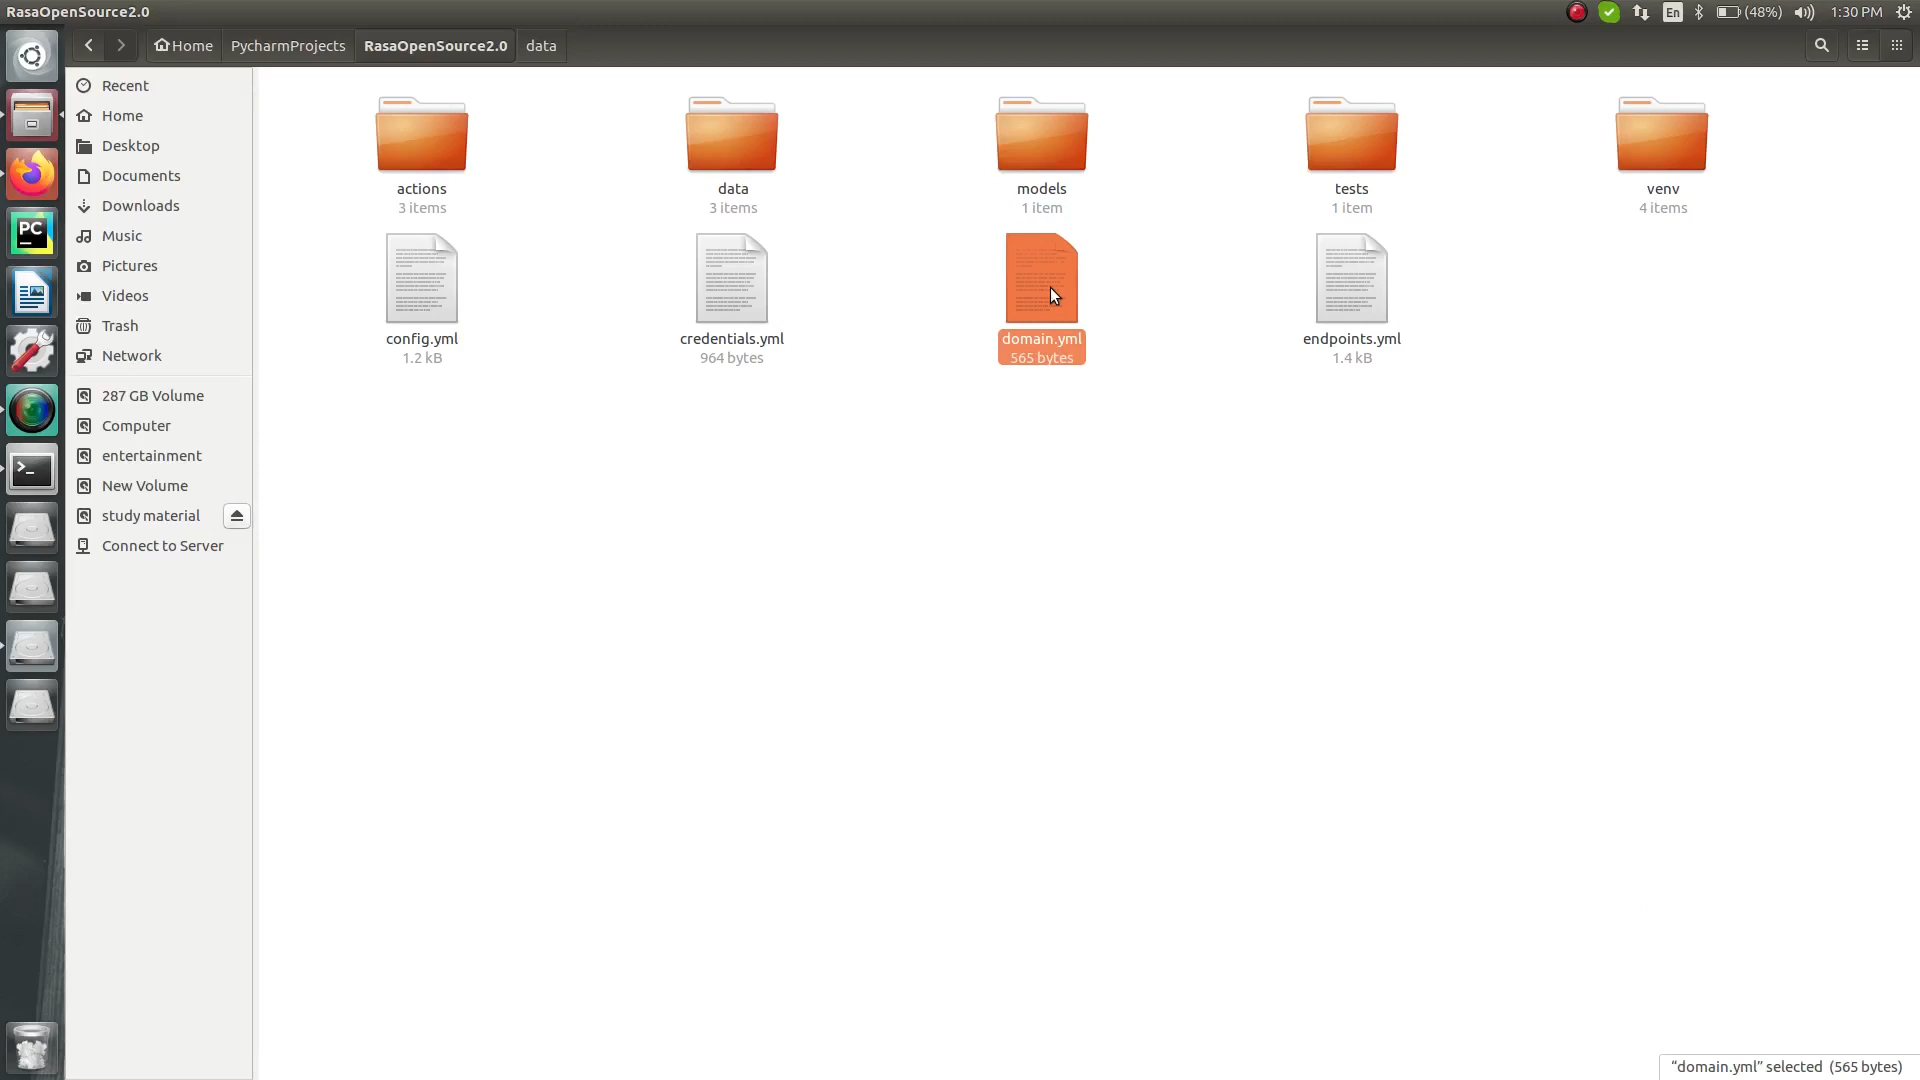 RasaOpenSource2.0
En
(48%)
1:30 PM
Home
PycharmProjects
RasaOpenSource2.0
data
Recent
Home
Desktop
Documents
Downloads
Music
Pictures
Videos
Trash
Network
287 GB Volume
Computer
entertainment
New Volume
study material
Connect to Server
PC
>_
actions
3 items
data
3 items
models
1 item
tests
1 item
venv
4 items
config.yml
1.2 kB
credentials.yml
964 bytes
domain.yml
565 bytes
endpoints.yml
1.4 kB
“domain.yml” selected (565 bytes)